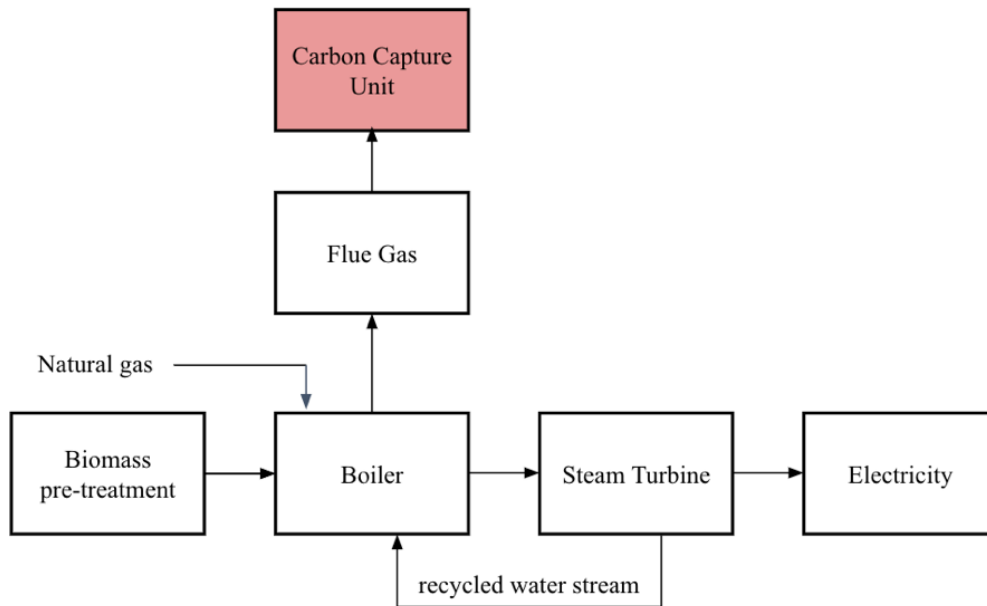 Carbon Capture
Unit
Flue Gas
Natural gas
Biomass
pre-treatment
Boiler
Steam Turbine
Electricity
recycled water stream